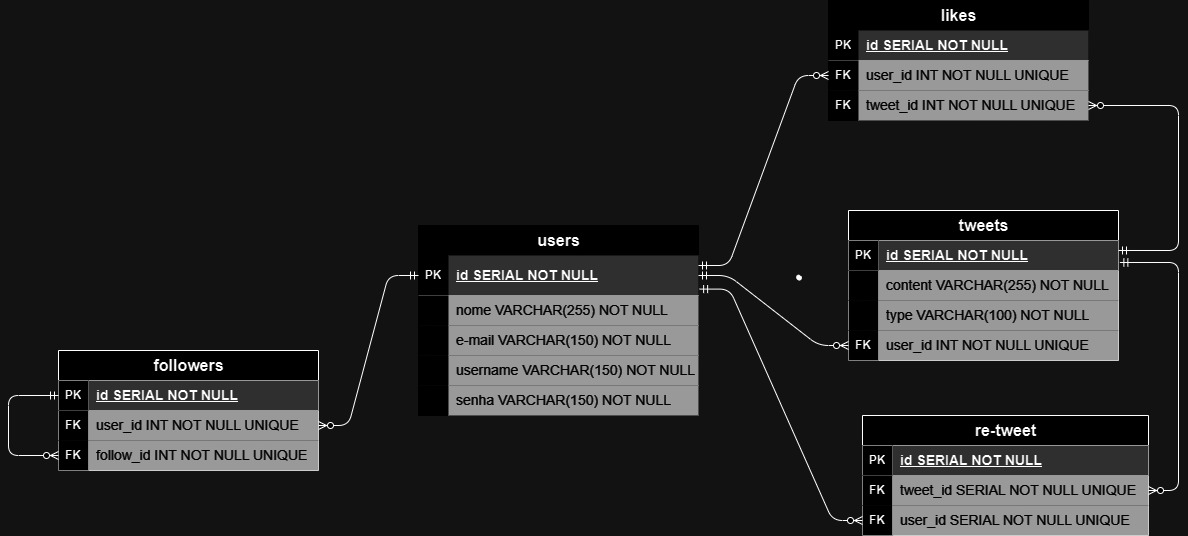 likes
PK id SERIAL NOT NULL
FK user_id INT NOT NULL UNIQUE
FK tweet_id INT NOT NULL UNIQUE
tweets
PK id SERIAL NOT NULL
content VARCHAR(255) NOT NULL
type VARCHAR(100) NOT NULL
FK user_id INT NOT NULL UNIQUE
users
PK id SERIAL NOT NULL
nome VARCHAR(255) NOT NULL
e-mail VARCHAR(150) NOT NULL
username VARCHAR(150) NOT NULL
senha VARCHAR(150) NOT NULL
followers
PK id SERIAL NOT NULL
FK user_id INT NOT NULL UNIQUE
FK follow_id INT NOT NULL UNIQUE
re-tweet
PK id SERIAL NOT NULL
FK tweet_id SERIAL NOT NULL UNIQUE
FK user_id SERIAL NOT NULL UNIQUE